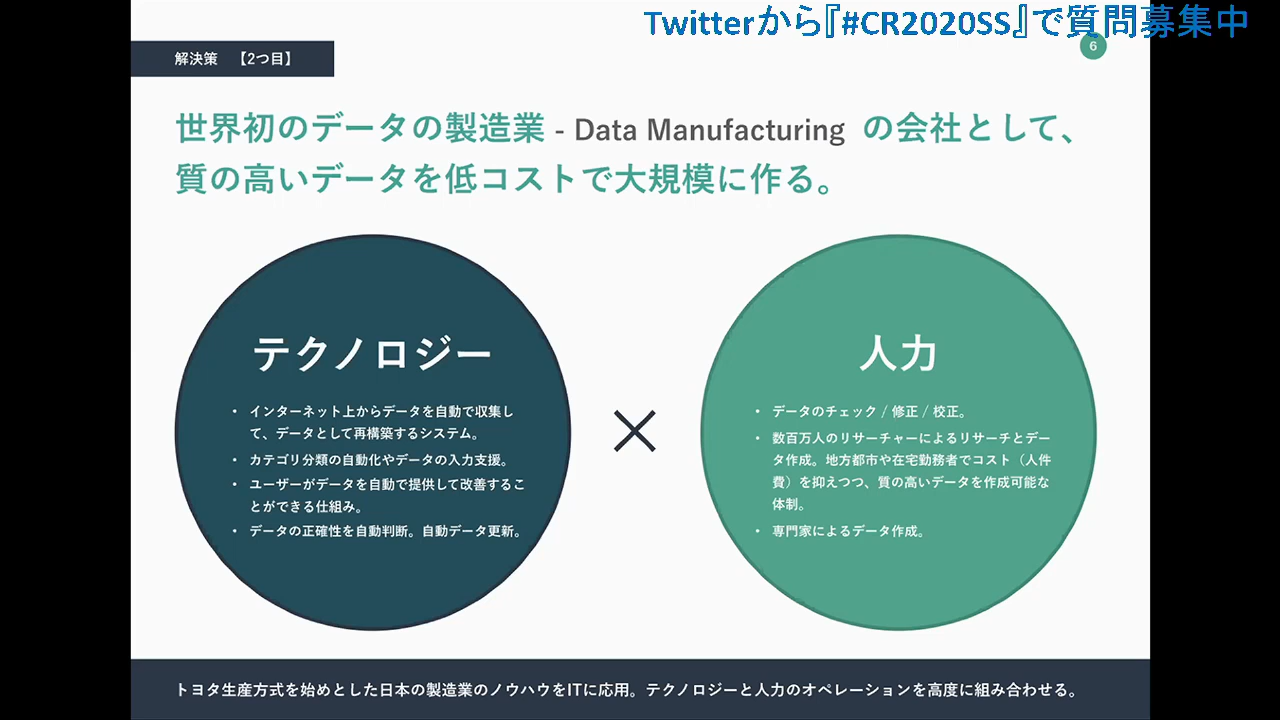 Twitterから『#CR2020SS』で質問募集中
解決策 【2つ目】
6
世界初のデータの製造業 - Data Manufacturing の会社として、
質の高いデータを低コストで大規模に作る。
テクノロジー
• インターネット上からデータを自動で収集し
て、データとして再構築するシステム。
• カテゴリ分類の自動化やデータの入力支援。
• ユーザーがデータを自動で提供して改善するこ
とができる仕組み。
• データの正確性を自動判断。自動データ更新。
×
人力
• データのチェック / 修正 / 校正。
• 数百万人のリサーチャーによるリサーチとデー
タ作成。地方都市や在宅勤務者でコスト（人件
費）を抑えつつ、質の高いデータを作成可能な
体制。
• 専門家によるデータ作成。
トヨタ生産方式を始めとした日本の製造業のノウハウをITに応用。テクノロジーと人力のオペレーションを高度に組み合わせる。